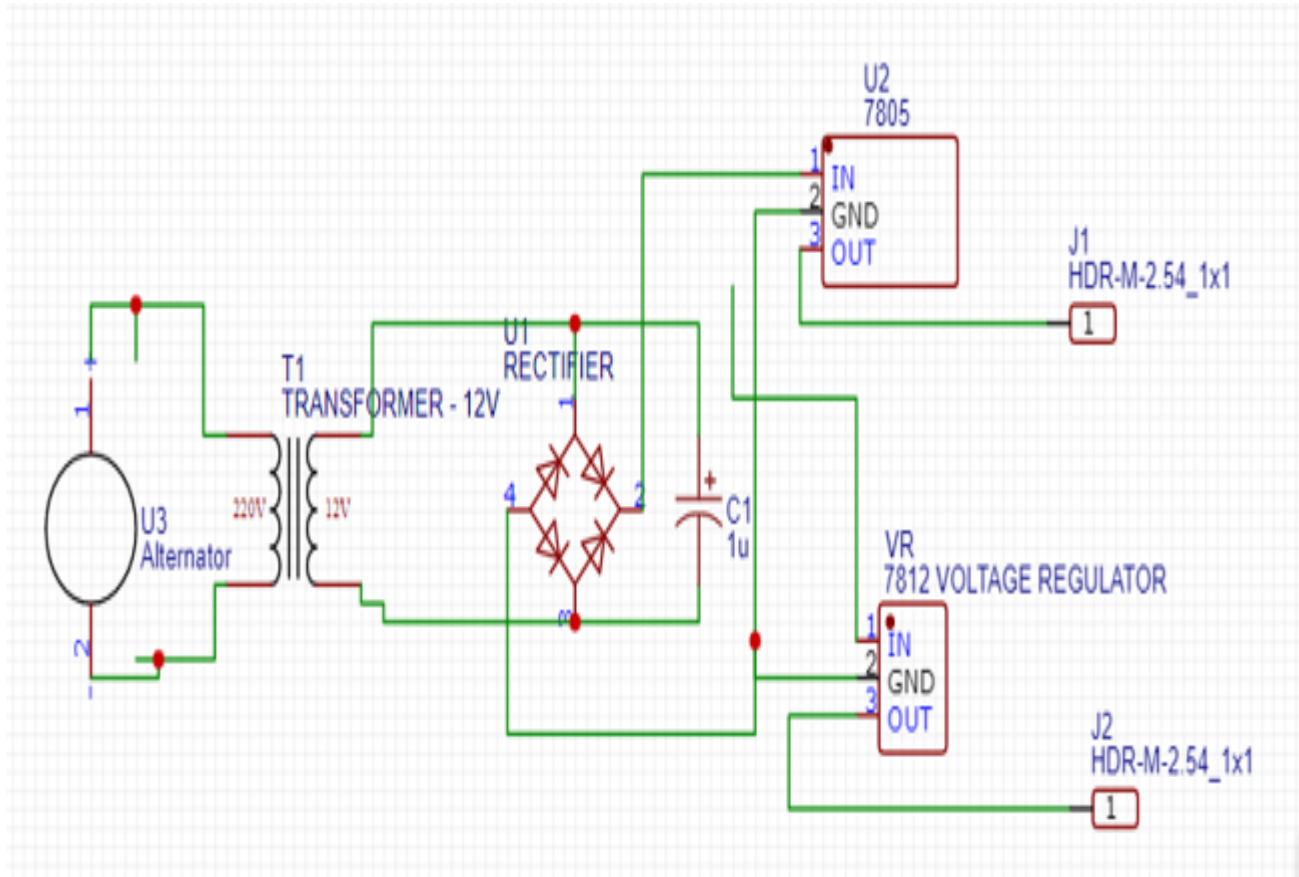 U2
7805
1
IN
2
GND
3
OUT
J1
HDR-M-2.54_1x1
1
U1
RECTIFIER
T1
TRANSFORMER - 12V
+
1
1
4
2
220V
12V
+
C1
1u
U3
Alternator
VR
7812 VOLTAGE REGULATOR
3
1
IN
2
2
GND
3
OUT
-
J2
HDR-M-2.54_1x1
1